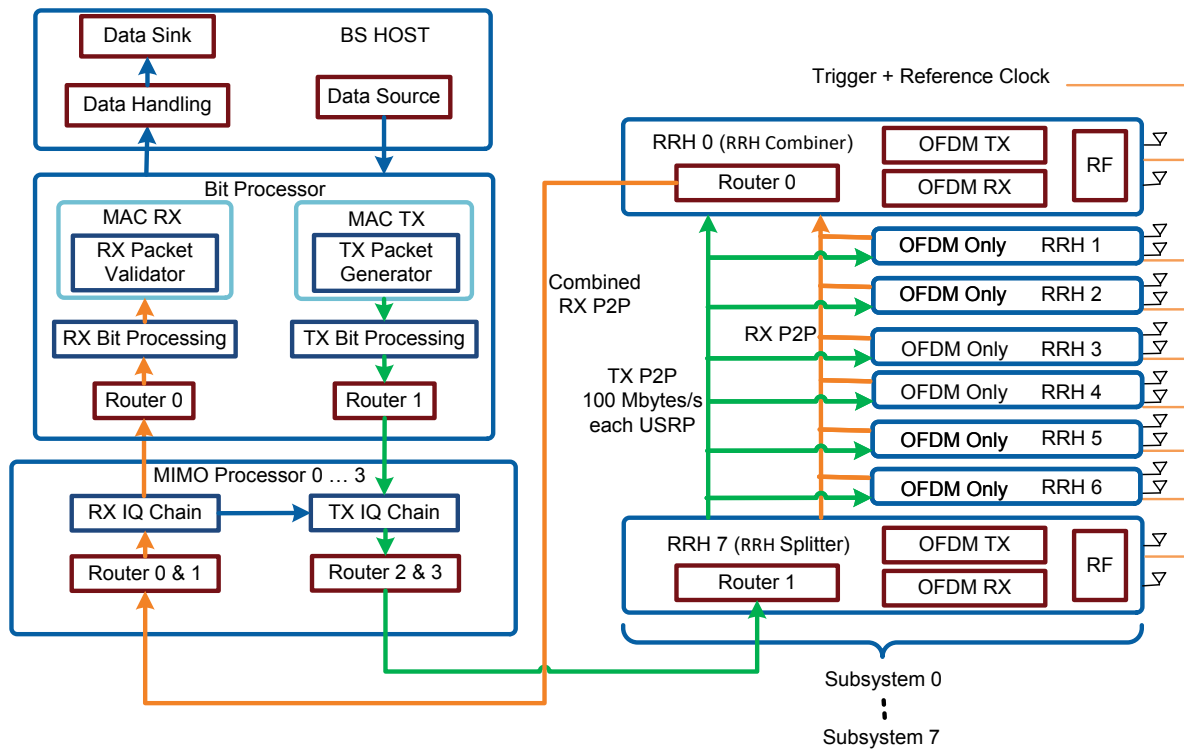 Data Sink
BS HOST
Data Handling
Data Source
Bit Processor
MAC RX
RX Packet
Validator
MAC TX
TX Packet
Generator
RX Bit Processing
TX Bit Processing
Router 0
Router 1
MIMO Processor 0 … 3
RX IQ Chain
TX IQ Chain
Router 0 & 1
Router 2 & 3
Combined
RX P2P
Trigger + Reference Clock
RRH 0 (RRH Combiner)
Router 0
OFDM TX
OFDM RX
RF
OFDM Only RRH 1
OFDM Only RRH 2
RX P2P
OFDM Only RRH 3
TX P2P
100 Mbytes/s
each USRP
OFDM Only RRH 4
OFDM Only RRH 5
OFDM Only RRH 6
RRH 7 (RRH Splitter)
Router 1
OFDM TX
OFDM RX
RF
Subsystem 0
Subsystem 7